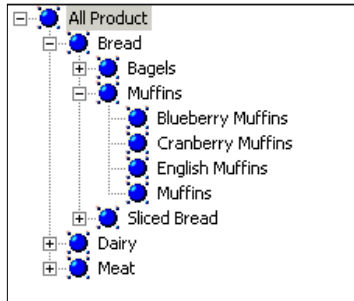 All Product
Bread
Bagels
Muffins
Blueberry Muffins
Cranberry Muffins
English Muffins
Muffins
Sliced Bread
Dairy
Meat